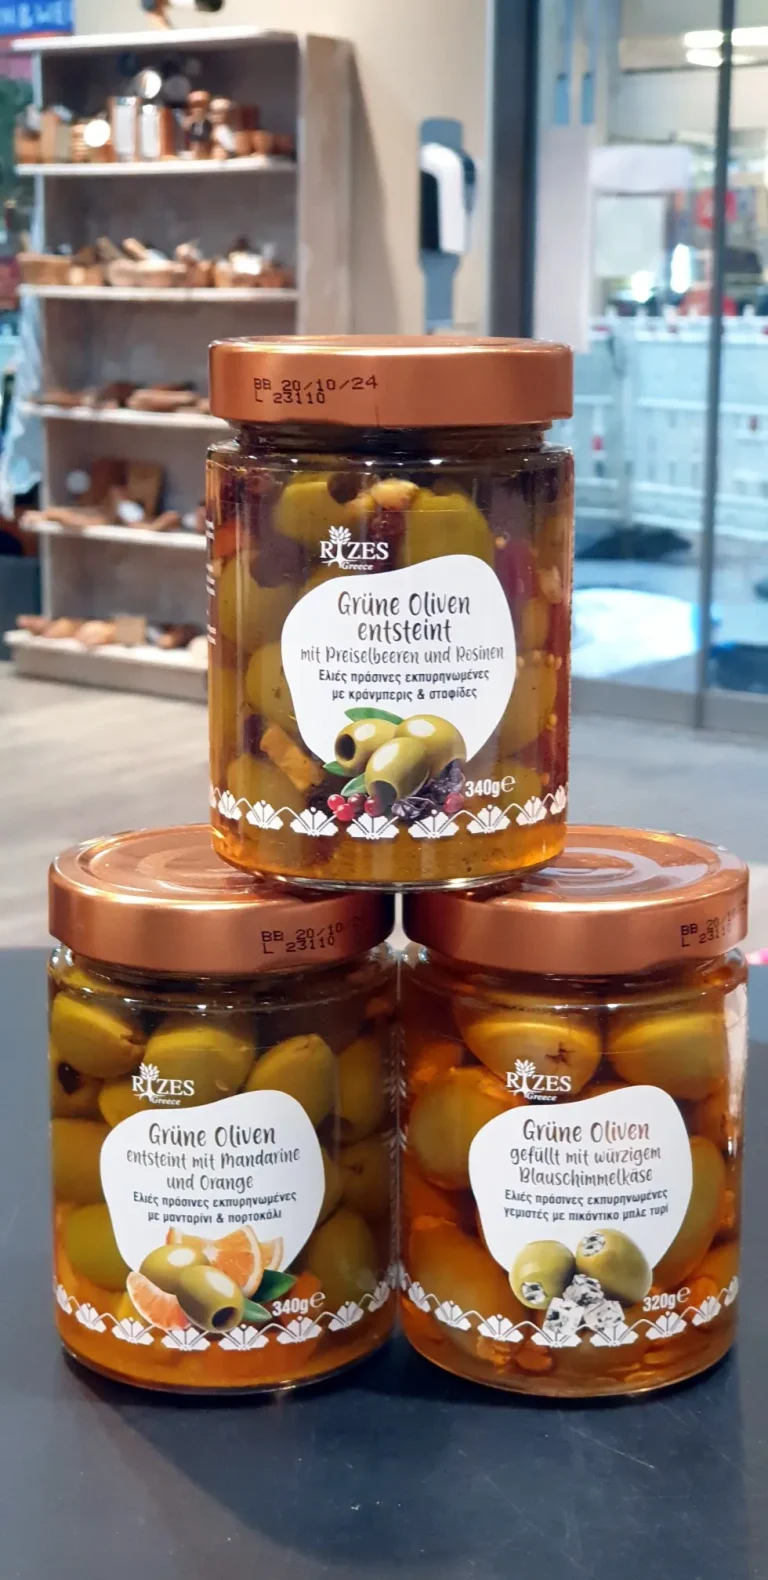 BB 20/10/24
L 23110
RIZES
Greece
Grüne Oliven
entsteint
mit Preiselbeeren und Rosinen
Ελιές πράσινες εκπυρηνωμένες
με κράνμπερις & σταφίδες
340g℮
BB 20/10/2
L 23110
RIZES
Greece
Grüne Oliven
entsteint mit Mandarine
und Orange
Ελιές πράσινες εκπυρηνωμένες
με μανταρίνι & πορτοκάλι
340g℮
BB 20/10
L 23110
RIZES
Greece
Grüne Oliven
gefüllt mit würzigem
Blauschimmelkäse
Ελιές πράσινες εκπυρηνωμένες
γεμιστές με πικάντικο μπλε τυρί
320g℮